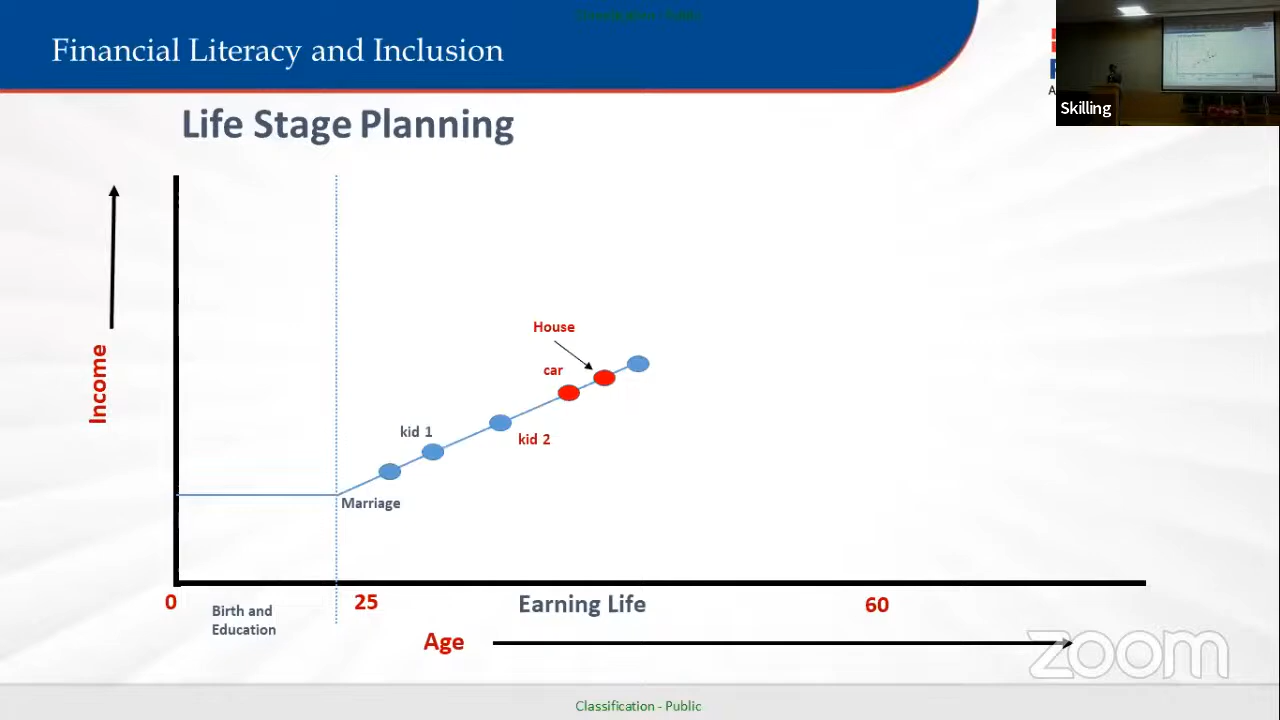 Classification - Public
Financial Literacy and Inclusion
Skilling
Life Stage Planning
House
car
Income
kid 1
kid 2
Marriage
0
25
Earning Life
60
Birth and
Education
Age
zoom
Classification - Public